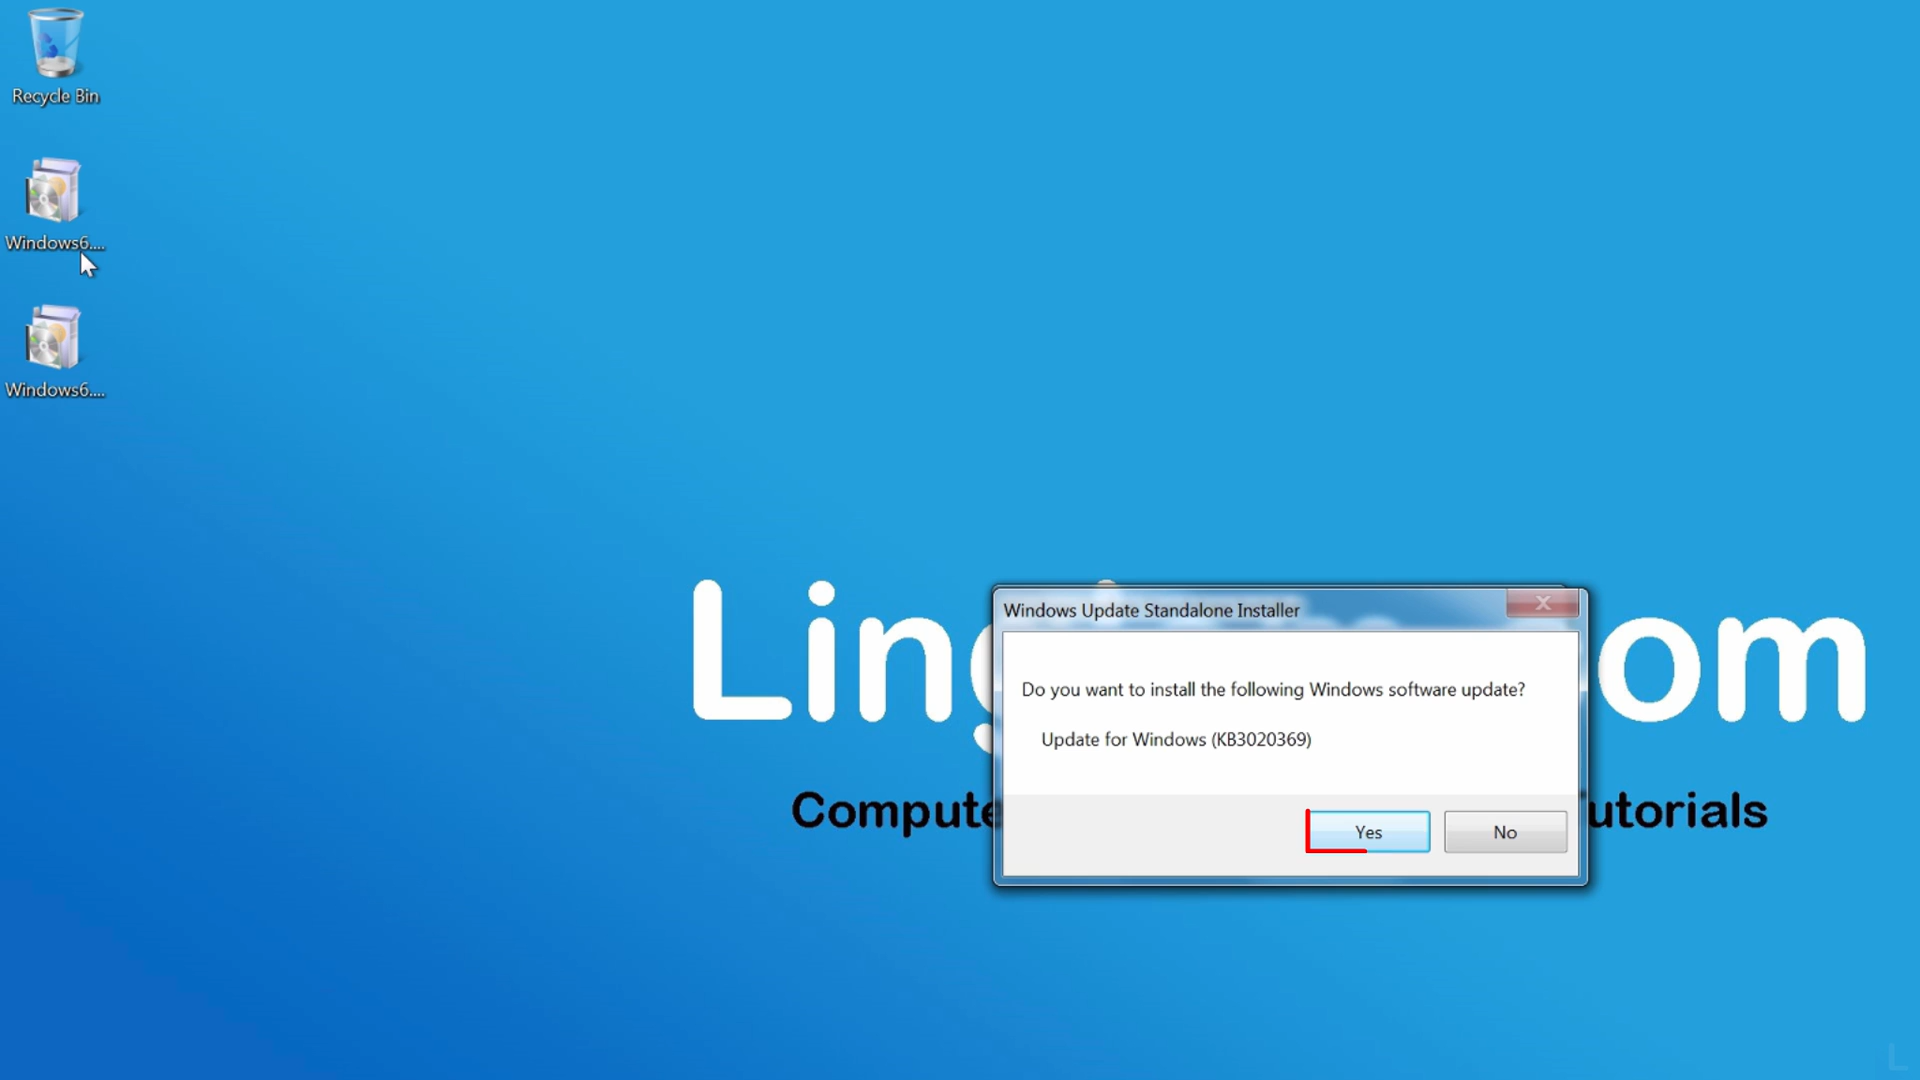 Recycle Bin
Windows6....
Windows6....
Windows Update Standalone Installer
X
Do you want to install the following Windows software update?
Update for Windows (KB3020369)
Yes
No
Lin
om
Compute
utorials
L